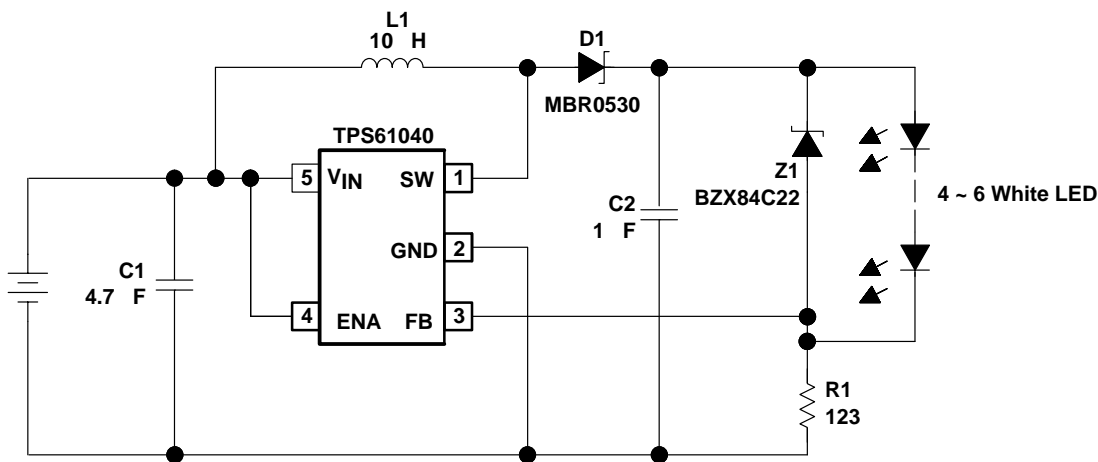 L1
10 H
D1
MBR0530
TPS61040
5
VIN
SW
1
Z1
BZX84C22
4 ~ 6 White LED
C2
1 F
GND
2
C1
4.7 F
4
ENA
FB
3
R1
123